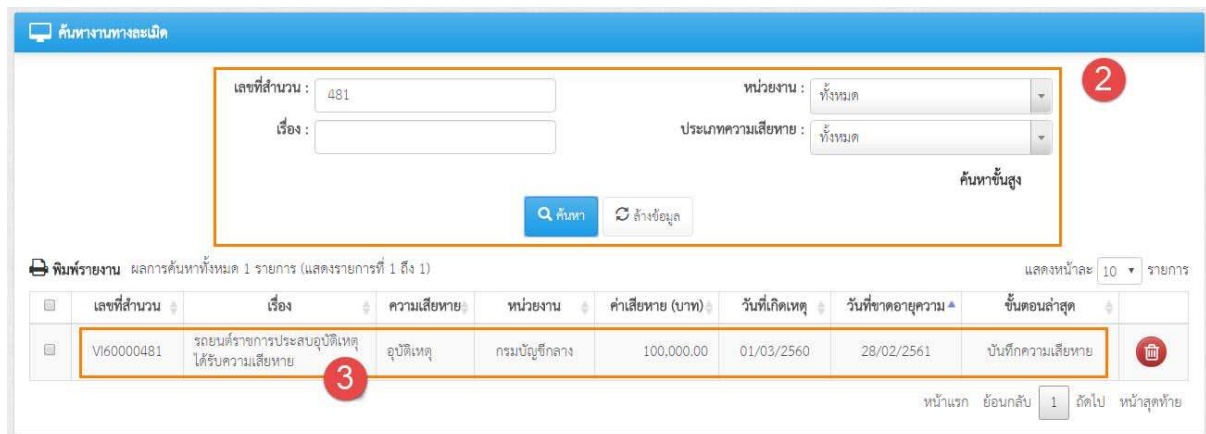 ค้นหางานทางละเมิด
เลขที่สำนวน : 481 หน่วยงาน : ทั้งหมด 2
เรื่อง : ประเภทความเสียหาย : ทั้งหมด
ค้นหาขั้นสูง
ค้นหา ล้างข้อมูล
พิมพ์รายงาน ผลการค้นหาทั้งหมด 1 รายการ (แสดงรายการที่ 1 ถึง 1) แสดงหน้าละ 10 รายการ
เลขที่สำนวน เรื่อง ความเสียหาย หน่วยงาน ค่าเสียหาย (บาท) วันที่เกิดเหตุ วันที่ขาดอายุความ ขั้นตอนล่าสุด
VI60000481 รถยนต์ราชการประสบอุบัติเหตุ อุบัติเหตุ กรมบัญชีกลาง 100,000.00 01/03/2560 28/02/2561 บันทึกความเสียหาย
ได้รับความเสียหาย
3
หน้าแรก ย้อนกลับ 1 ถัดไป หน้าสุดท้าย